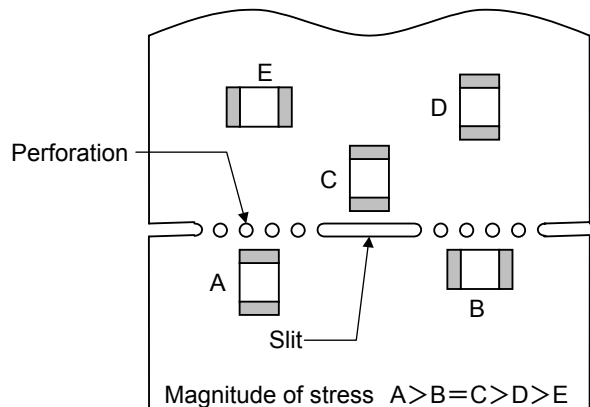 E
D
Perforation
C
A
B
Slit
Magnitude of stress A>B=C>D>E